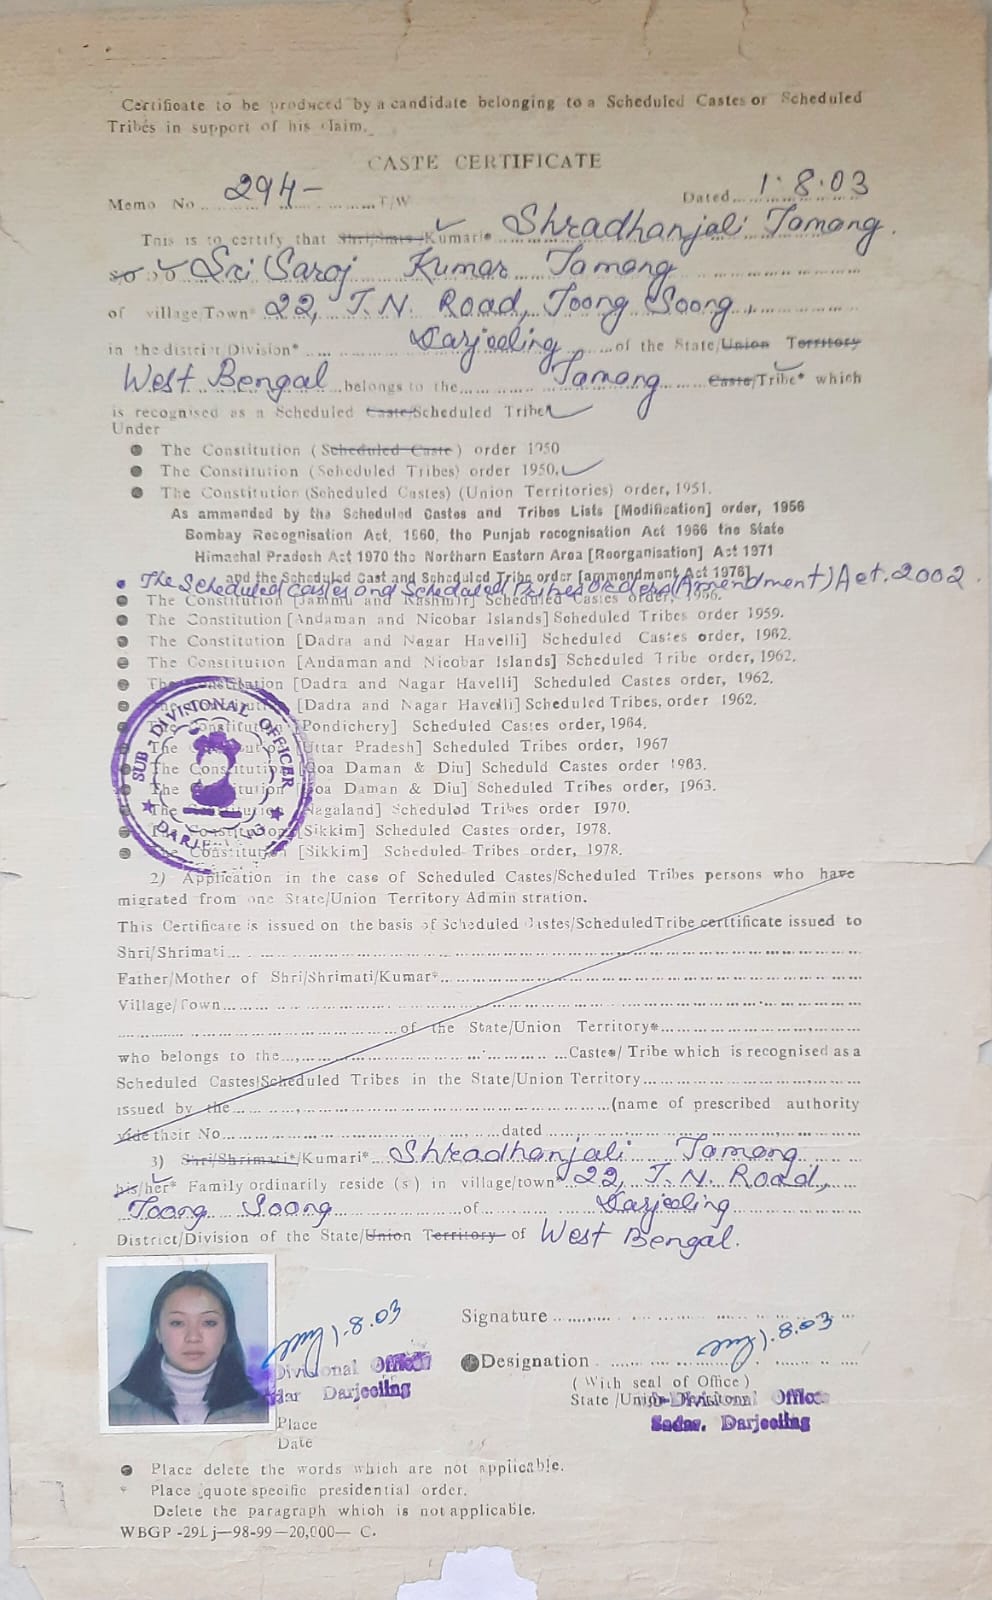 Certificate to be produced by a candidate belonging to a Scheduled Castes or Scheduled
Tribes in support of his claim.
CASTE CERTIFICATE
Memo No 294- T/W Dated 1.8.03
This is to certify that Shri/Smt./Kumari* Shradhanjali Tamang.
Sri Saroj Kumar Tamang
of village/Town* 22, T.N. Road, Toong Soong,
in the district Division* Darjeeling of the State/Union Territory
West Bengal belongs to the Tamang Caste/Tribe* which
is recognised as a Scheduled Caste/Scheduled Tribe
Under
The Constitution (Scheduled Caste) order 1950
The Constitution (Scheduled Tribes) order 1950.
The Constitution (Scheduled Castes) (Union Territories) order, 1951.
As ammended by the Scheduled Castes and Tribes Lists [Modification] order, 1956
Bombay Recognisation Act, 1960, the Punjab recognisation Act 1966 the State
Himachal Pradesh Act 1970 the Northern Eastern Area [Reorganisation] Act 1971
and the Scheduled Cast and Scheduled Tribe order [ammendment Act 1976]
The Scheduled Castes and Scheduled Tribes Orders (Amendment) Act. 2002.
The Constitution [Jammu and Kashmir] Scheduled Castes order, 1956.
The Constitution [Andaman and Nicobar Islands] Scheduled Tribes order 1959.
The Constitution [Dadra and Nagar Havelli] Scheduled Castes order, 1962.
The Constitution [Andaman and Nicobar Islands] Scheduled Tribe order, 1962.
The Constitution [Dadra and Nagar Havelli] Scheduled Castes order, 1962.
The Constitution [Dadra and Nagar Havelli] Scheduled Tribes, order 1962.
The Constitution [Pondichery] Scheduled Castes order, 1964.
The Constitution [Uttar Pradesh] Scheduled Tribes order, 1967
The Constitution [Goa Daman & Diu] Scheduld Castes order 1963.
The Constitution [Goa Daman & Diu] Scheduled Tribes order, 1963.
The Constitution [Nagaland] Scheduled Tribes order 1970.
The Constitution [Sikkim] Scheduled Castes order, 1978.
The Constitution [Sikkim] Scheduled Tribes order, 1978.
SUB-DIVISIONAL OFFICER
DARJEELING
2) Application in the case of Scheduled Castes/Scheduled Tribes persons who have
migrated from one State/Union Territory Admin stration.
This Certificate is issued on the basis of Scheduled Castes/ScheduledTribe certtificate issued to
Shri/Shrimati
Father/Mother of Shri/Shrimati/Kumar*
Village/Town
of the State/Union Territory*
who belongs to the Caste*/ Tribe which is recognised as a
Scheduled Castes/Scheduled Tribes in the State/Union Territory
issued by the (name of prescribed authority
vide their No. dated
3) Shri/Shrimati*/Kumari* Shradhanjali Tamang
his/her* Family ordinarily reside (s) in village/town* 22, T.N. Road,
Toong Soong of Darjeeling
District/Division of the State/Union Territory of West Bengal.
Signature
1.8.03
1.8.03
Designation
Divisional Officer
Sadar Darjeeling
(With seal of Office)
State /Union
Sub-Divisional Officer
Sadar, Darjeeling
Place
Date
Place delete the words which are not applicable.
* Place quote specific presidential order.
Delete the paragraph which is not applicable.
WBGP -29Lj—98-99—20,000— C.